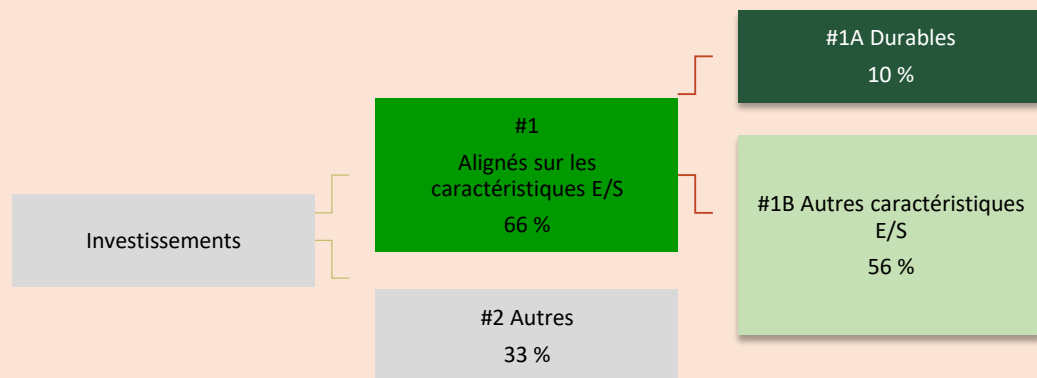 Investissements
#1
Alignés sur les
caractéristiques E/S
66 %
#2 Autres
33 %
#1A Durables
10 %
#1B Autres caractéristiques
E/S
56 %